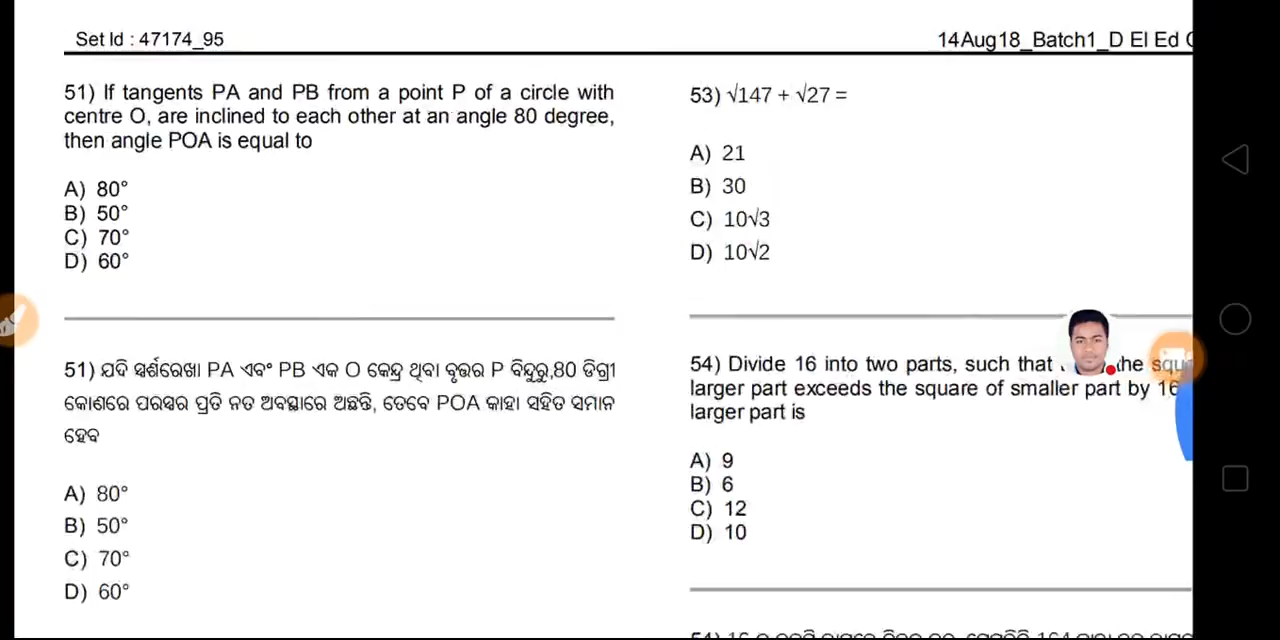 Set Id : 47174_95
14Aug18_Batch1_D El Ed
51) If tangents PA and PB from a point P of a circle with
centre O, are inclined to each other at an angle 80 degree,
then angle POA is equal to
A) 80°
B) 50°
C) 70°
D) 60°
51) ଯଦି ସ୍ପର୍ଶରେଖା PA ଏବଂ PB ଏକ O କେନ୍ଦ୍ର ଥିବା ବୃତ୍ତର P ବିନ୍ଦୁରୁ,80 ଡିଗ୍ରୀ
କୋଣରେ ପରସ୍ପର ପ୍ରତି ନତ ଅବସ୍ଥାରେ ଅଛନ୍ତି, ତେବେ POA କାହା ସହିତ ସମାନ
ହେବ
A) 80°
B) 50°
C) 70°
D) 60°
53) √147 + √27 =
A) 21
B) 30
C) 10√3
D) 10√2
54) Divide 16 into two parts, such that the
larger part exceeds the square of smaller part by
larger part is
A) 9
B) 6
C) 12
D) 10